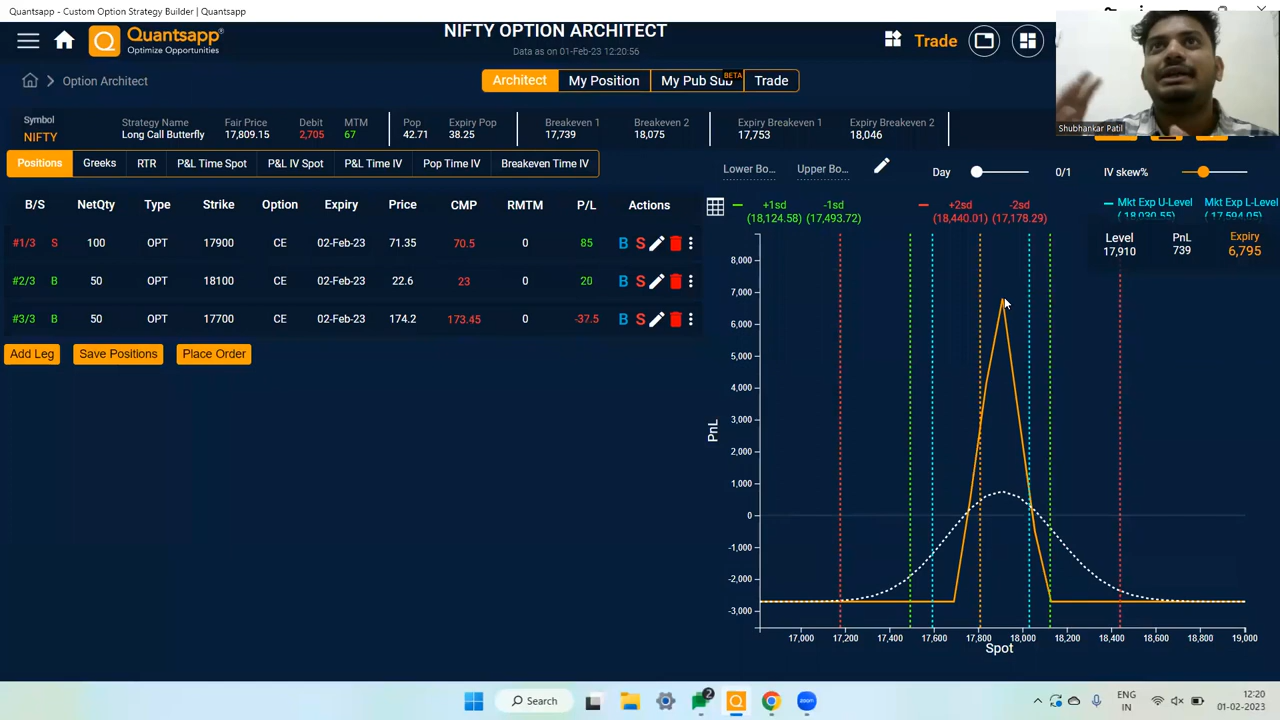 Quantsapp - Custom Option Strategy Builder | Quantsapp
Quantsapp
Optimize Opportunities
NIFTY OPTION ARCHITECT
Data as on 01-Feb-23 12:20:56
Trade
Option Architect
Architect
My Position
My Pub Sub
BETA
Trade
Shubhankar Patil
Symbol
NIFTY
Strategy Name
Long Call Butterfly
Fair Price
17,809.15
Debit
2,705
MTM
67
Pop
42.71
Expiry Pop
38.25
Breakeven 1
17,739
Breakeven 2
18,075
Expiry Breakeven 1
17,753
Expiry Breakeven 2
18,046
Positions
Greeks
RTR
P&L Time Spot
P&L IV Spot
P&L Time IV
Pop Time IV
Breakeven Time IV
Lower Bo...
Upper Bo...
Day
0/1
IV skew%
B/S NetQty Type Strike Option Expiry Price CMP RMTM P/L Actions
#1/3 S 100 OPT 17900 CE 02-Feb-23 71.35 70.5 0 85 B S
#2/3 B 50 OPT 18100 CE 02-Feb-23 22.6 23 0 20 B S
#3/3 B 50 OPT 17700 CE 02-Feb-23 174.2 173.45 0 -37.5 B S
Add Leg
Save Positions
Place Order
+1sd
(18,124.58)
-1sd
(17,493.72)
+2sd
(18,440.01)
-2sd
(17,178.29)
Mkt Exp U-Level
(18,030.55)
Mkt Exp L-Level
(17,594.05)
Level
17,910
PnL
739
Expiry
6,795
8,000
7,000
6,000
5,000
4,000
3,000
2,000
1,000
0
-1,000
-2,000
-3,000
PnL
17,000 17,200 17,400 17,600 17,800 18,000 18,200 18,400 18,600 18,800 19,000
Spot
Search
2
ENG
IN
12:20
01-02-2023